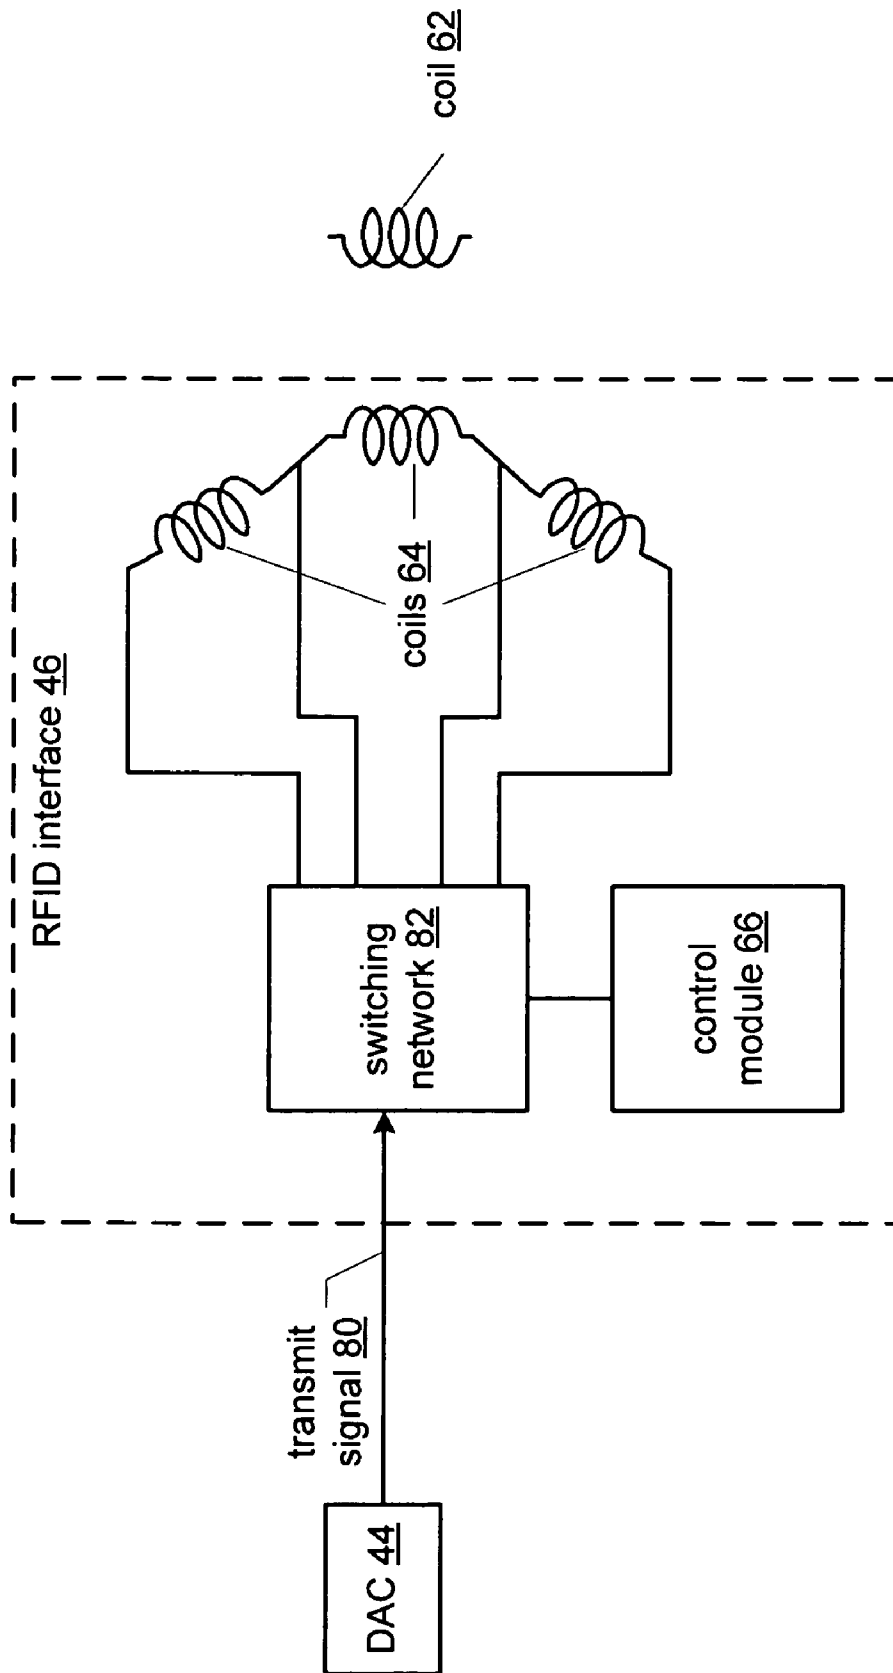 RFID interface 46
DAC 44
transmit
signal 80
switching
network 82
control
module 66
coils 64
coil 62